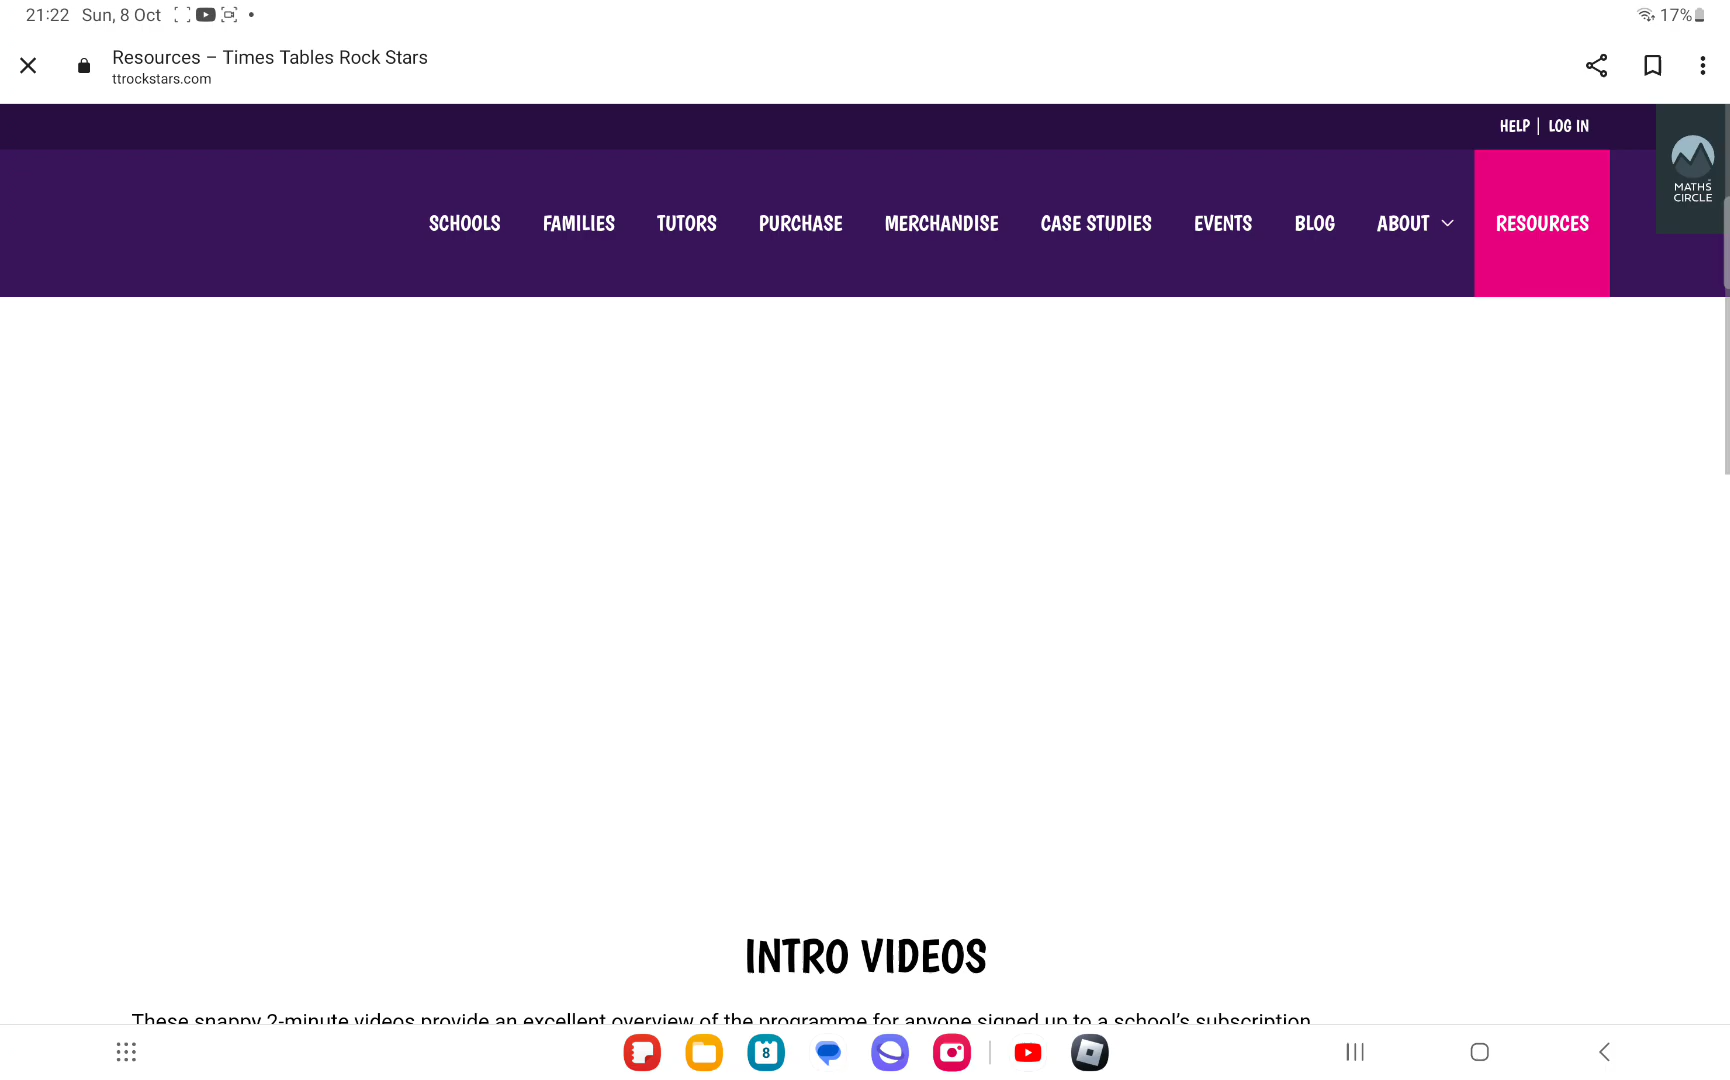 21:22 Sun, 8 Oct
17%
Resources – Times Tables Rock Stars
ttrockstars.com
HELP | LOG IN
MATHS
CIRCLE
SCHOOLS FAMILIES TUTORS PURCHASE MERCHANDISE CASE STUDIES EVENTS BLOG ABOUT RESOURCES
INTRO VIDEOS
These snappy 2-minute videos provide an excellent overview of the programme for anyone signed up to a school's subscription
8